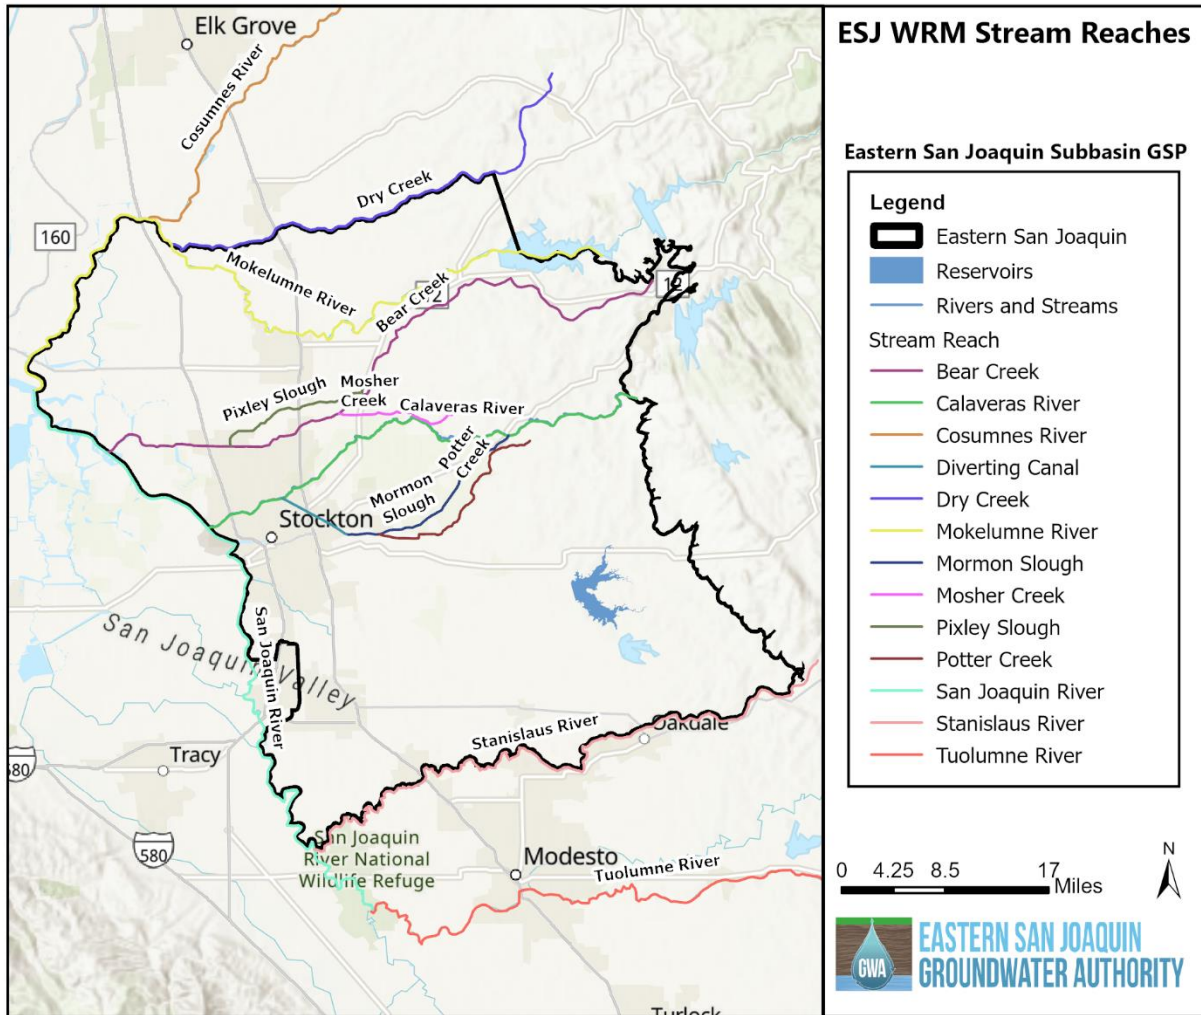 ESJ WRM Stream Reaches
Eastern San Joaquin Subbasin GSP
Legend
Eastern San Joaquin
Reservoirs
Rivers and Streams
Stream Reach
Bear Creek
Calaveras River
Cosumnes River
Diverting Canal
Dry Creek
Mokelumne River
Mormon Slough
Mosher Creek
Pixley Slough
Potter Creek
San Joaquin River
Stanislaus River
Tuolumne River
0 4.25 8.5 17
Miles
N
GWA
EASTERN SAN JOAQUIN
GROUNDWATER AUTHORITY
Elk Grove
Cosumnes River
160
Dry Creek
Mokelumne River
Bear Creek
12
Pixley Slough
Mosher
Creek
Calaveras River
Potter
Creek
Mormon
Slough
Stockton
San Joaquin Valley
San Joaquin River
Tracy
Stanislaus River
Oakdale
580
580
San Joaquin
River National
Wildlife Refuge
Modesto
Tuolumne River
Turlock